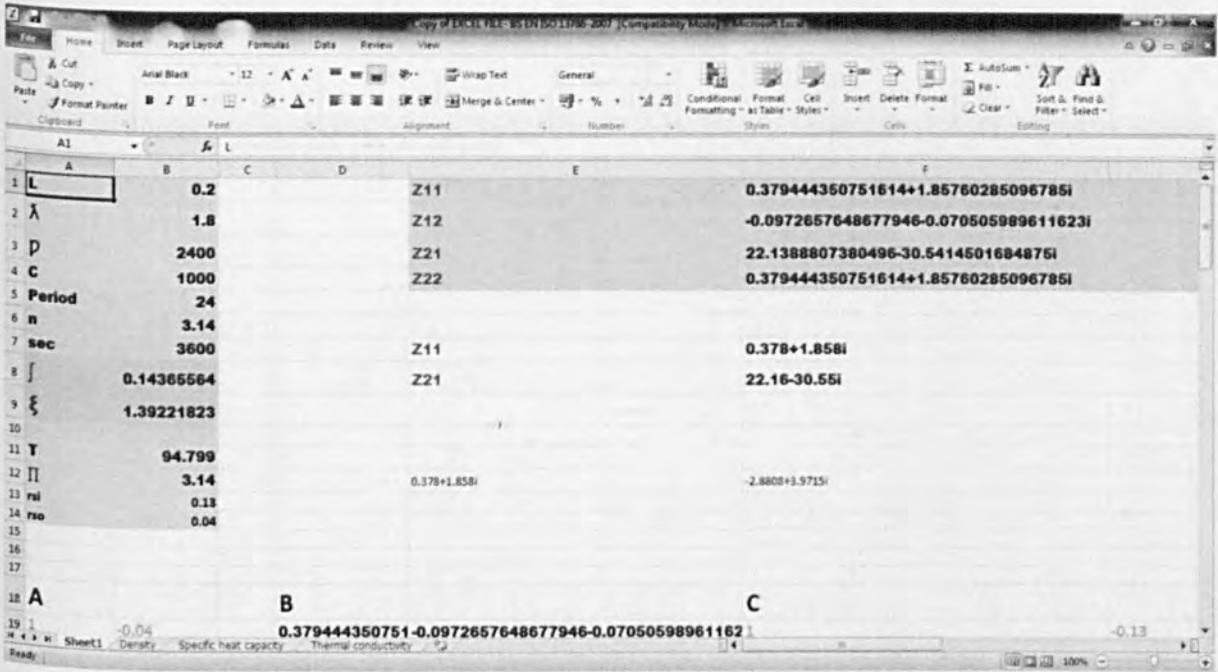 Copy of EXCEL FILE: BS EN ISO 13786-2007 [Compatibility Mode] - Microsoft Excel
File Home Insert Page Layout Formulas Data Review View
Cut
Copy
Format Painter
Paste
Clipboard
Arial Black 12
Font
Wrap Text
Merge & Center
Alignment
General
Number
Conditional Formatting
Format as Table
Cell Styles
Styles
Insert Delete Format
Cells
AutoSum
Fill
Clear
Sort & Filter
Find & Select
Editing
A1 fx L
A B C D E F
1 L 0.2 Z11 0.379444350751614+1.85760285096785i
2 λ 1.8 Z12 -0.0972657648677946-0.070505989611623i
3 p 2400 Z21 22.1388807380496-30.5414501684875i
4 c 1000 Z22 0.379444350751614+1.85760285096785i
5 Period 24
6 n 3.14
7 sec 3600 Z11 0.378+1.858i
8 ∫ 0.14365564 Z21 22.16-30.55i
9 ξ 1.39221823
10
11 T 94.799
12 ∏ 3.14 0.378+1.858i -2.8808+3.9715i
13 rsi 0.13
14 rso 0.04
15
16
17
18 A B C
19 1 -0.04 0.379444350751 -0.0972657648677946-0.07050598961162 1 -0.13
Sheet1 Density Specific heat capacity Thermal conductivity
Ready 100%